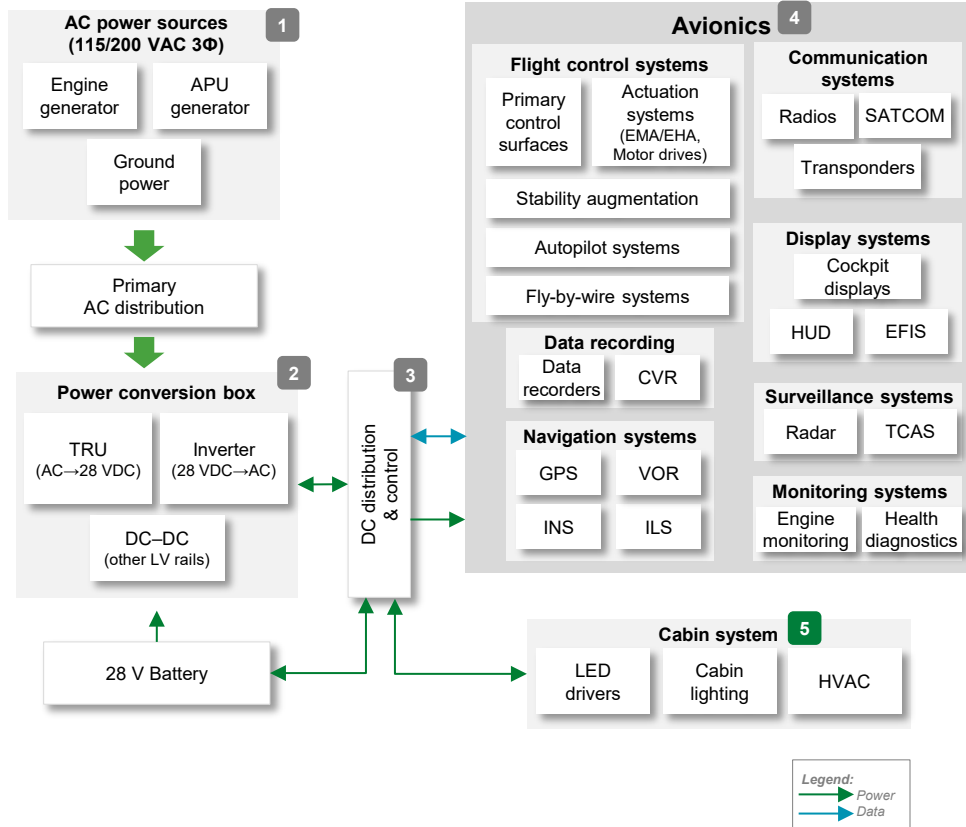 AC power sources
(115/200 VAC 3Φ)
1
Engine
generator
APU
generator
Ground
power
Primary
AC distribution
Power conversion box
2
TRU
(AC→28 VDC)
Inverter
(28 VDC→AC)
DC–DC
(other LV rails)
28 V Battery
3
DC distribution
& control
Avionics
4
Flight control systems
Primary
control
surfaces
Actuation
systems
(EMA/EHA,
Motor drives)
Stability augmentation
Autopilot systems
Fly-by-wire systems
Data recording
Data
recorders
CVR
Navigation systems
GPS
VOR
INS
ILS
Communication
systems
Radios
SATCOM
Transponders
Display systems
Cockpit
displays
HUD
EFIS
Surveillance systems
Radar
TCAS
Monitoring systems
Engine
monitoring
Health
diagnostics
Cabin system
5
LED
drivers
Cabin
lighting
HVAC
Legend:
Power
Data